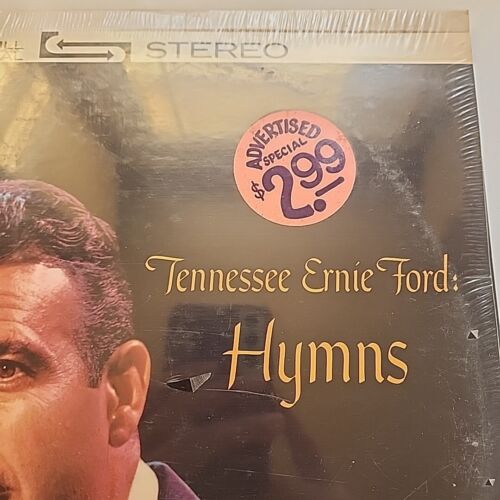 STEREO
ADVERTISED
SPECIAL
$2.99!
Tennessee Ernie Ford:
Hymns